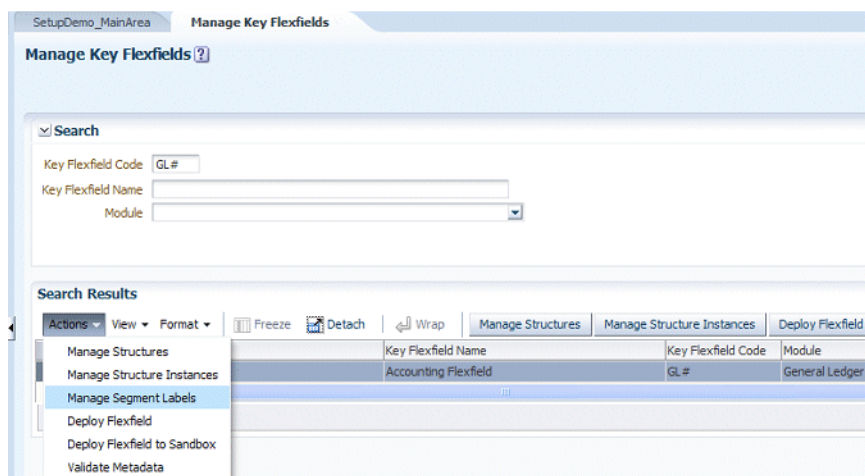 SetupDemo_MainArea Manage Key Flexfields
Manage Key Flexfields ?
Search
Key Flexfield Code GL#
Key Flexfield Name
Module
Search Results
Actions View Format Freeze Detach Wrap Manage Structures Manage Structure Instances Deploy Flexfield
Key Flexfield Name Key Flexfield Code Module
Accounting Flexfield GL# General Ledger
Manage Structures
Manage Structure Instances
Manage Segment Labels
Deploy Flexfield
Deploy Flexfield to Sandbox
Validate Metadata